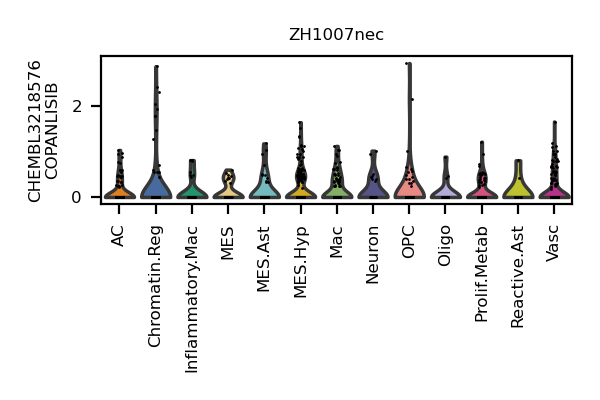 ZH1007nec
CHEMBL3218576
COPANLISIB
2
0
AC
Chromatin.Reg
Inflammatory.Mac
MES
MES.Ast
MES.Hyp
Mac
Neuron
OPC
Oligo
Prolif.Metab
Reactive.Ast
Vasc